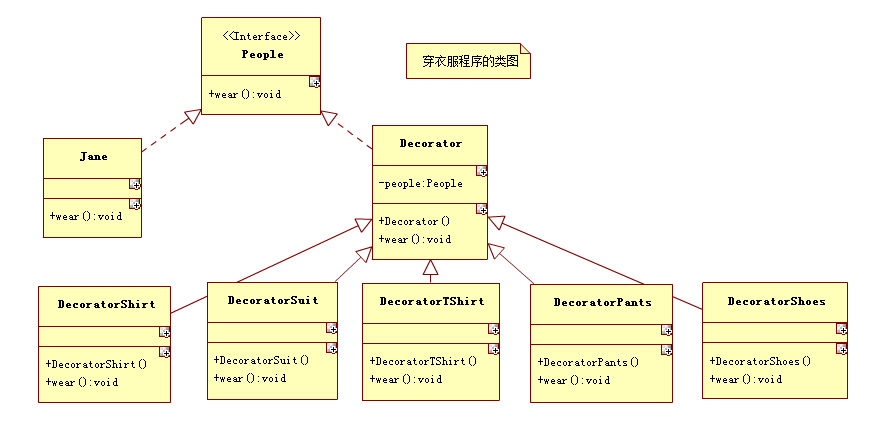 <<Interface>>
People
+wear():void
穿衣服程序的类图
Jane
+wear():void
Decorator
-people:People
+Decorator()
+wear():void
DecoratorShirt
+DecoratorShirt()
+wear():void
DecoratorSuit
+DecoratorSuit()
+wear():void
DecoratorTShirt
+DecoratorTShirt()
+wear():void
DecoratorPants
+DecoratorPants()
+wear():void
DecoratorShoes
+DecoratorShoes()
+wear():void